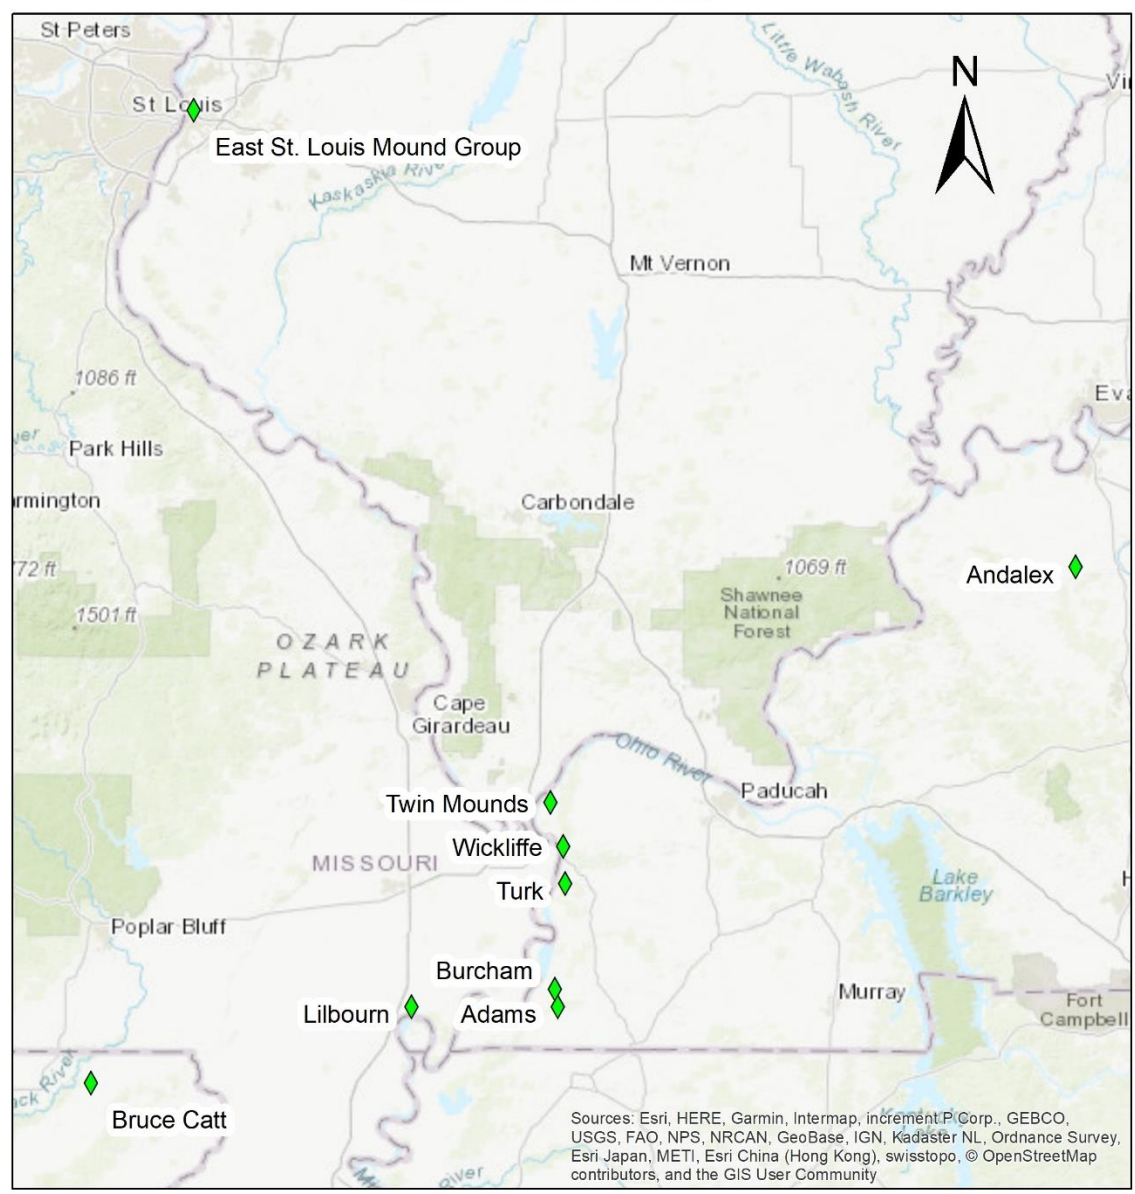 St Peters
Little Wabash River
N
St Louis
East St. Louis Mound Group
Kaskaskia
Mt Vernon
1086 ft
Park Hills
Carbondale
1069 ft
Andalex
Shawnee
National
Forest
1501 ft
OZARK
PLATEAU
Cape
Girardeau
Ohio River
Paducah
Twin Mounds
Wickliffe
MISSOURI
Turk
Lake
Barkley
Poplar Bluff
Burcham
Murray
Lilbourn
Adams
Fort
Campbell
Bruce Catt
River
Sources: Esri, HERE, Garmin, Intermap, increment P Corp., GEBCO,
USGS, FAO, NPS, NRCAN, GeoBase, IGN, Kadaster NL, Ordnance Survey,
Esri Japan, METI, Esri China (Hong Kong), swisstopo, © OpenStreetMap
contributors, and the GIS User Community